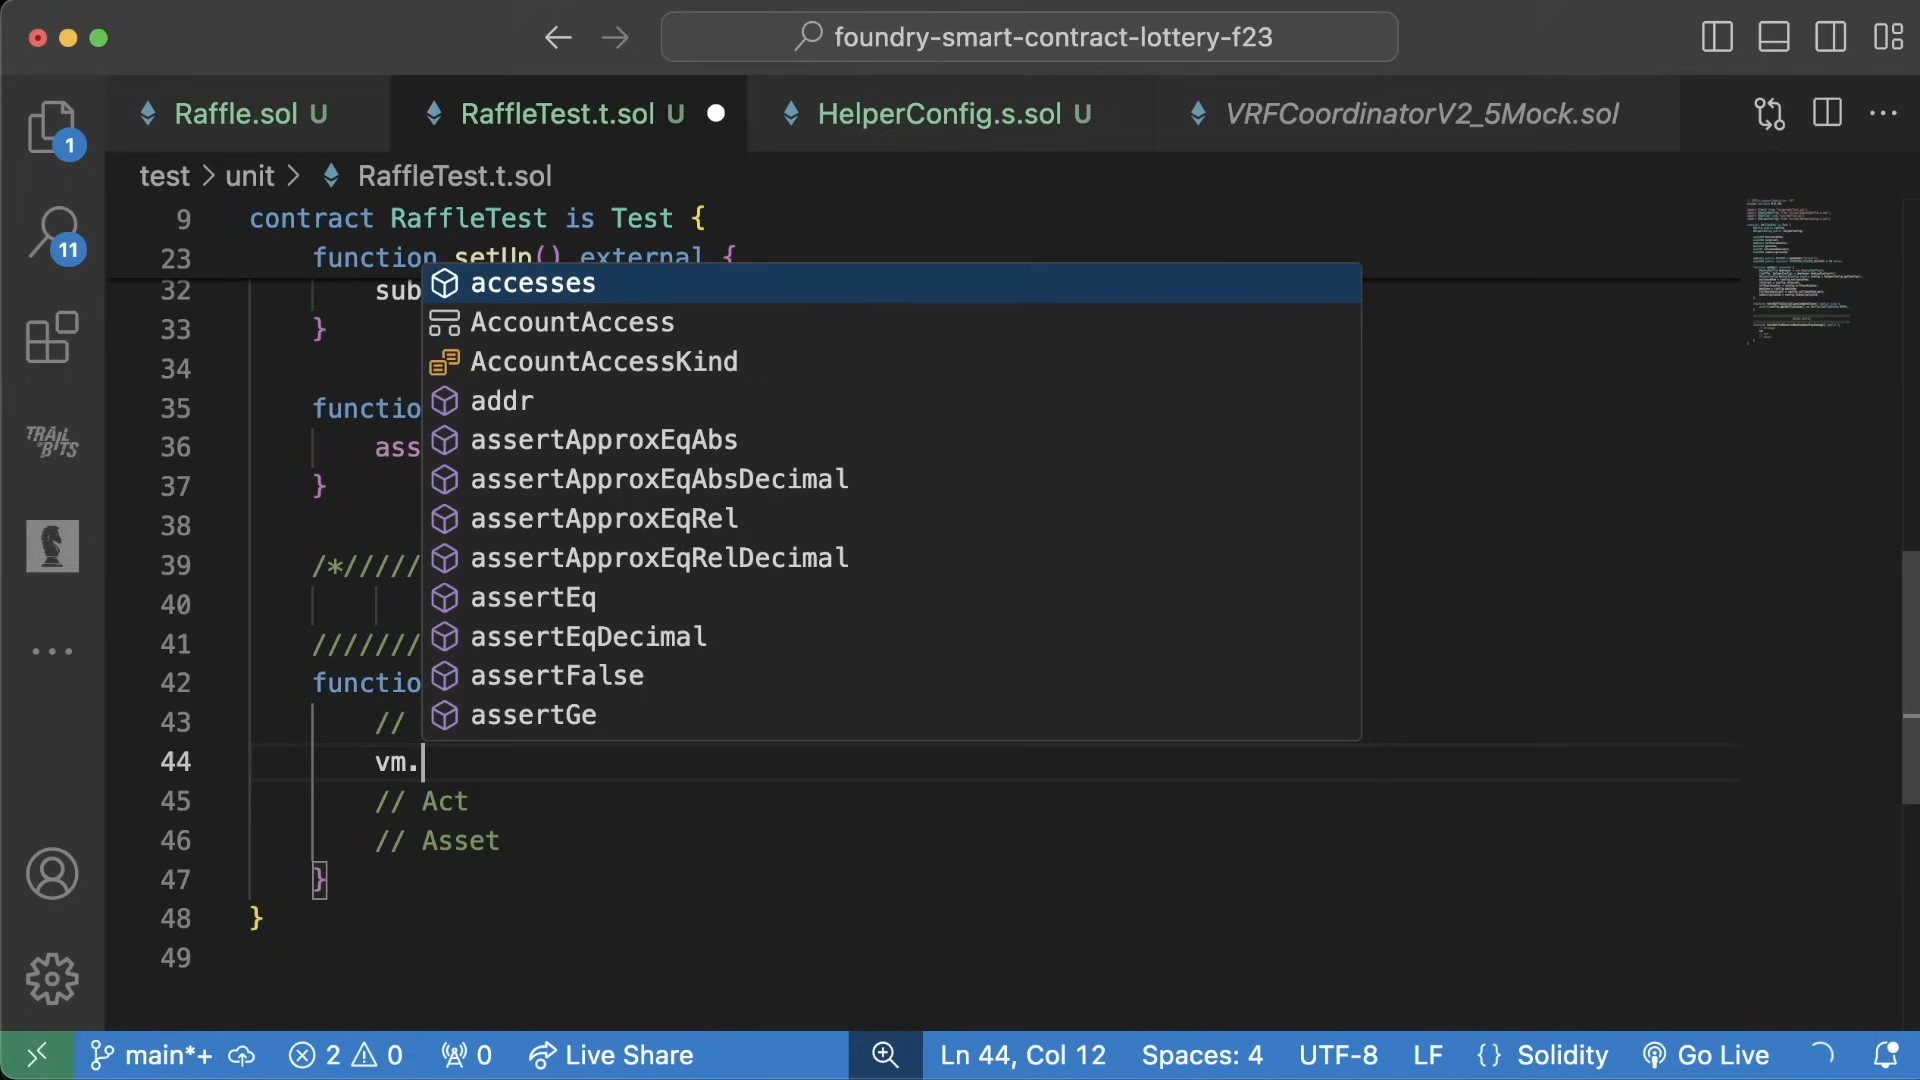 foundry-smart-contract-lottery-f23
Raffle.sol U
RaffleTest.t.sol U
HelperConfig.s.sol U
VRFCoordinatorV2_5Mock.sol
1
11
TRAIL OF BITS
test > unit > RaffleTest.t.sol
9 contract RaffleTest is Test {
23 function setUp() external {
32 sub
33 }
34
35 functio
36 ass
37 }
38
39 /*/////
40
41 ///////
42 functio
43 //
44 vm.
45 // Act
46 // Asset
47 }
48 }
49
accesses
AccountAccess
AccountAccessKind
addr
assertApproxEqAbs
assertApproxEqAbsDecimal
assertApproxEqRel
assertApproxEqRelDecimal
assertEq
assertEqDecimal
assertFalse
assertGe
main*+ 2 0 0 Live Share Ln 44, Col 12 Spaces: 4 UTF-8 LF {} Solidity Go Live